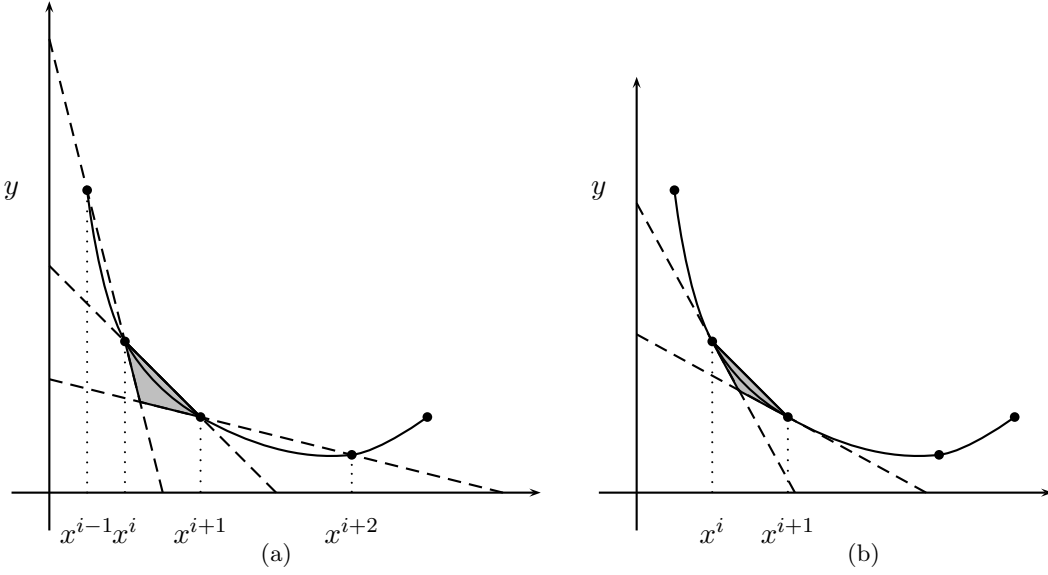 y
y
x^{i-1} x^i x^{i+1} x^{i+2}
x^i x^{i+1}
(a)
(b)